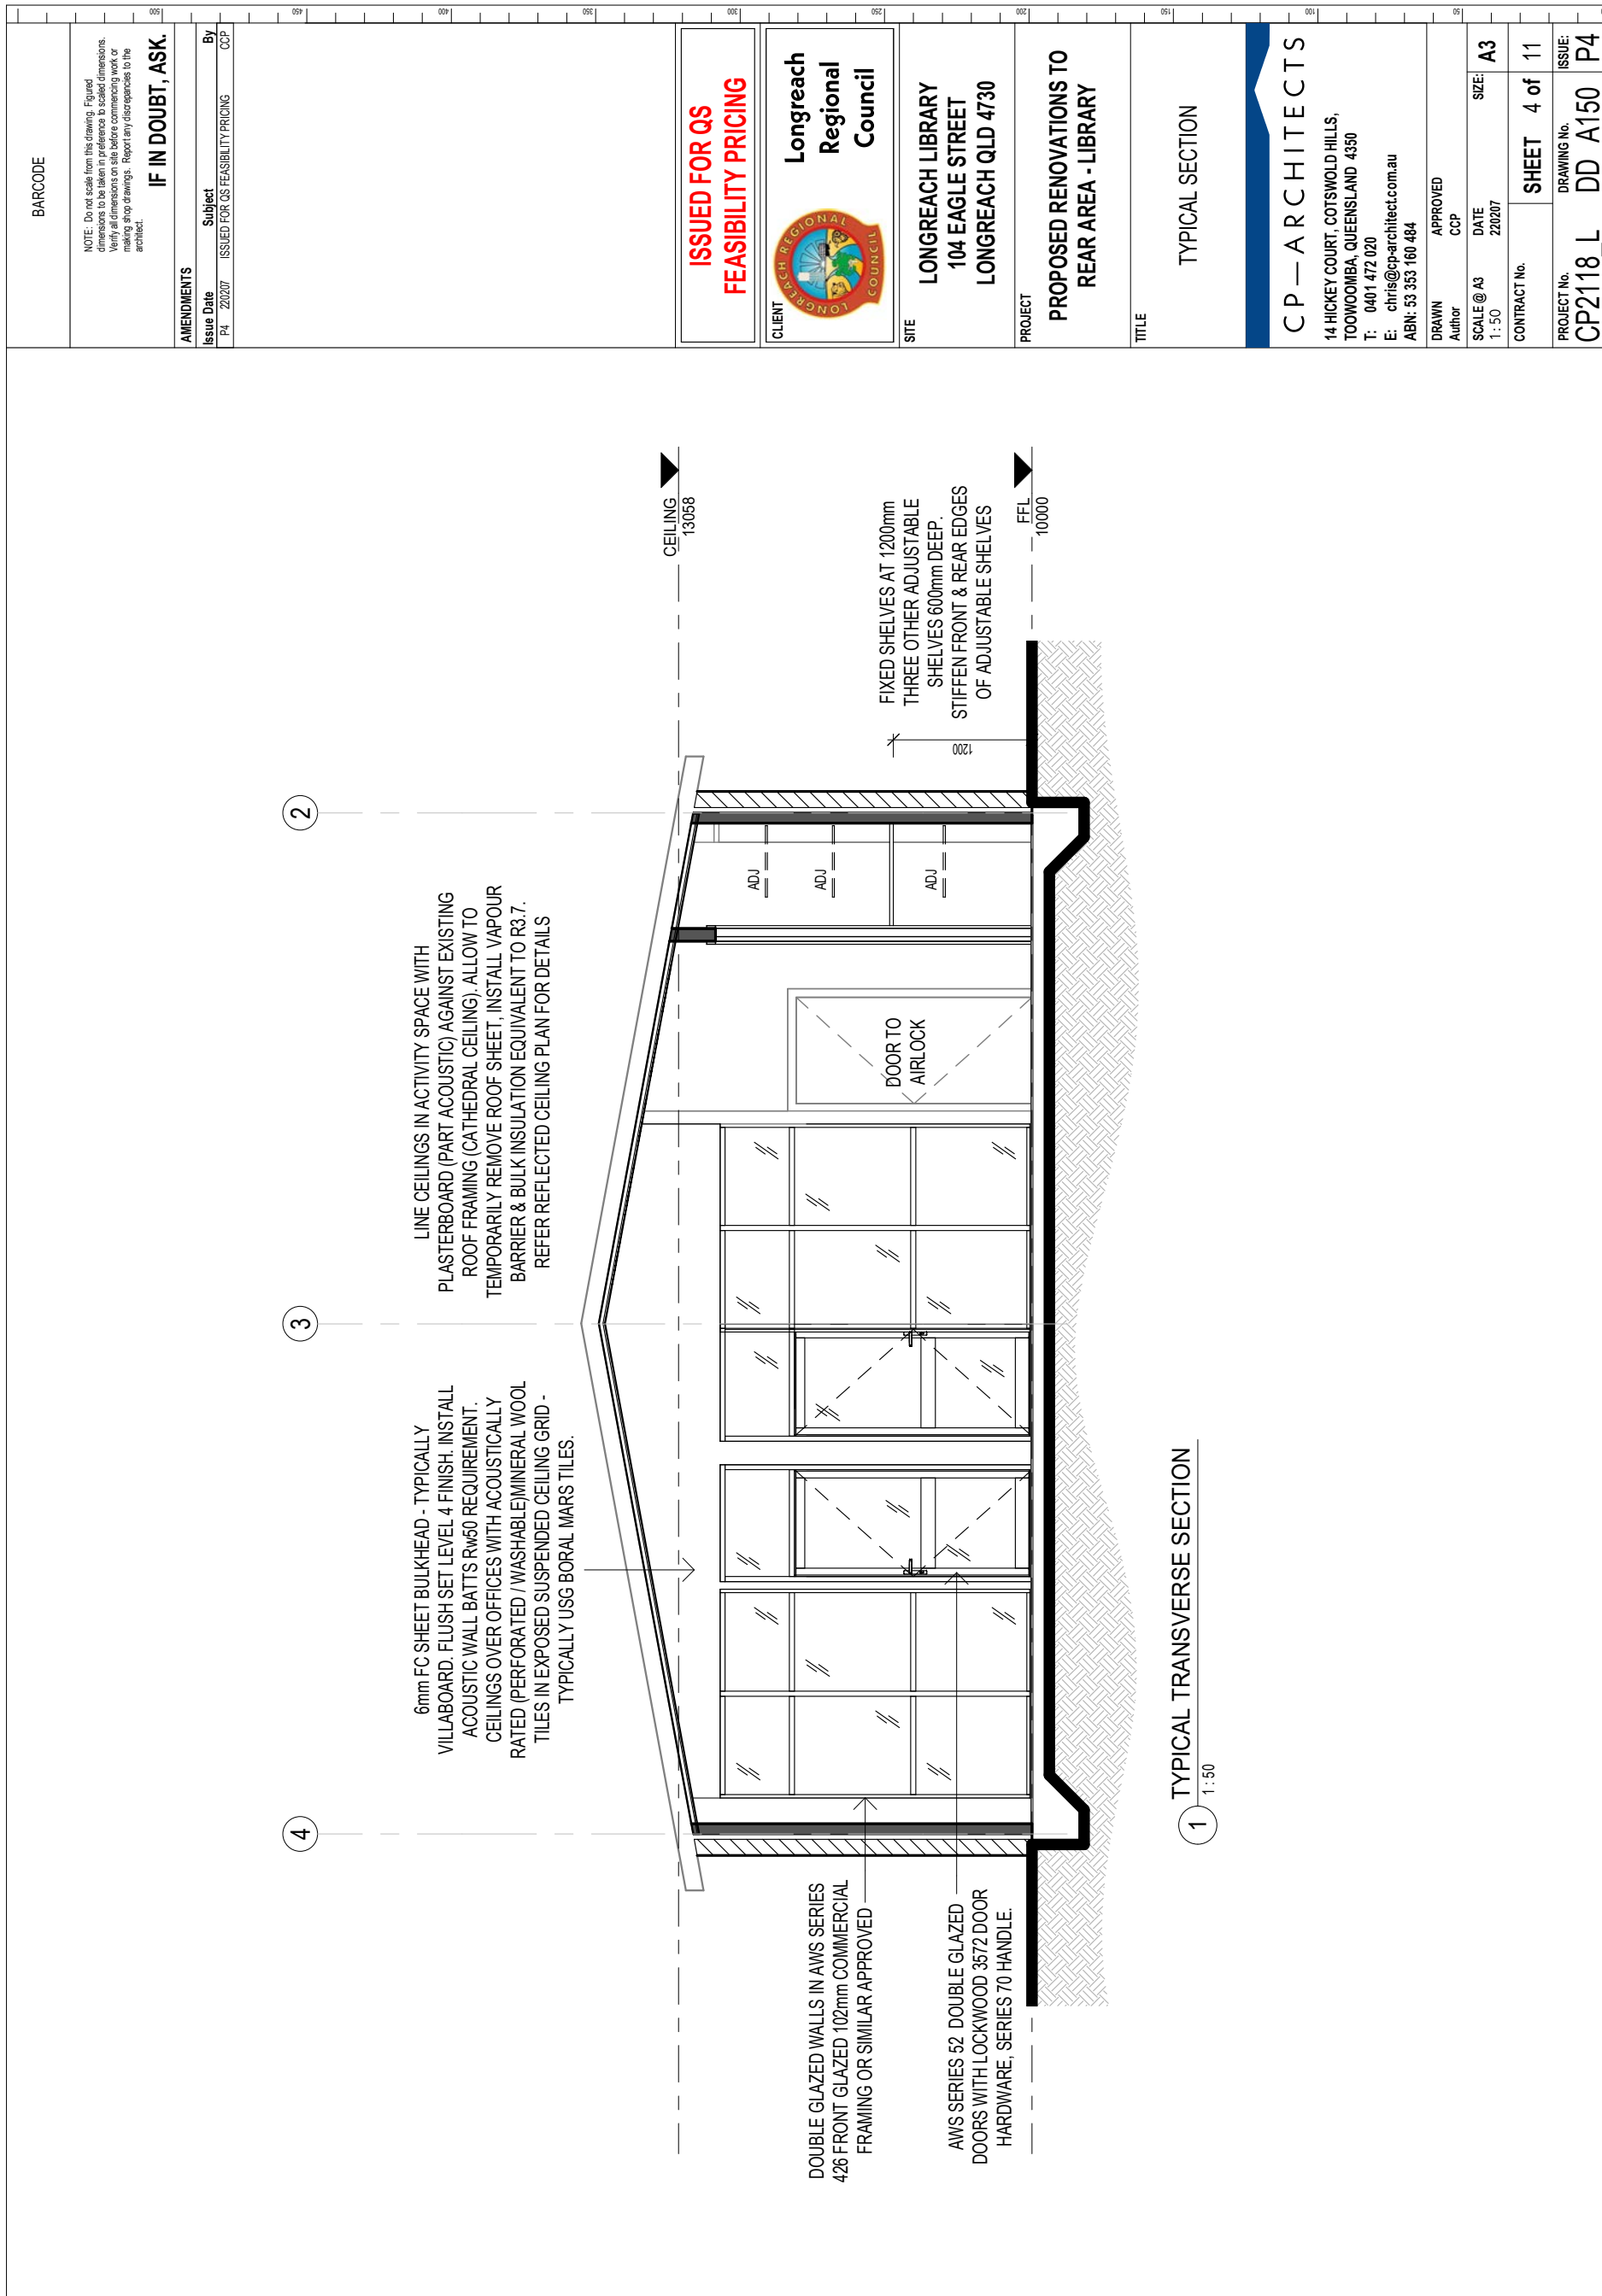 4
3
2
6mm FC SHEET BULKHEAD - TYPICALLY
VILLABOARD. FLUSH SET LEVEL 4 FINISH. INSTALL
ACOUSTIC WALL BATTS Rw50 REQUIREMENT.
CEILINGS OVER OFFICES WITH ACOUSTICALLY
RATED (PERFORATED / WASHABLE)MINERAL WOOL
TILES IN EXPOSED SUSPENDED CEILING GRID -
TYPICALLY USG BORAL MARS TILES.
LINE CEILINGS IN ACTIVITY SPACE WITH
PLASTERBOARD (PART ACOUSTIC) AGAINST EXISTING
ROOF FRAMING (CATHEDRAL CEILING). ALLOW TO
TEMPORARILY REMOVE ROOF SHEET, INSTALL VAPOUR
BARRIER & BULK INSULATION EQUIVALENT TO R3.7.
REFER REFLECTED CEILING PLAN FOR DETAILS
CEILING
13058
DOUBLE GLAZED WALLS IN AWS SERIES
426 FRONT GLAZED 102mm COMMERCIAL
FRAMING OR SIMILAR APPROVED
AWS SERIES 52 DOUBLE GLAZED
DOORS WITH LOCKWOOD 3572 DOOR
HARDWARE, SERIES 70 HANDLE.
DOOR TO
AIRLOCK
ADJ
ADJ
ADJ
1200
FIXED SHELVES AT 1200mm
THREE OTHER ADJUSTABLE
SHELVES 600mm DEEP.
STIFFEN FRONT & REAR EDGES
OF ADJUSTABLE SHELVES
FFL
10000
1
TYPICAL TRANSVERSE SECTION
1 : 50
BARCODE
NOTE: Do not scale from this drawing. Figured
dimensions to be taken in preference to scaled dimensions.
Verify all dimensions on site before commencing work or
making shop drawings. Report any discrepancies to the
architect.
IF IN DOUBT, ASK.
AMENDMENTS
Issue Date Subject By
P4 220207 ISSUED FOR QS FEASIBILITY PRICING CCP
ISSUED FOR QS
FEASIBILITY PRICING
CLIENT
LONGREACH REGIONAL
COUNCIL
Longreach
Regional
Council
SITE
LONGREACH LIBRARY
104 EAGLE STREET
LONGREACH QLD 4730
PROJECT
PROPOSED RENOVATIONS TO
REAR AREA - LIBRARY
TITLE
TYPICAL SECTION
CP—ARCHITECTS
14 HICKEY COURT, COTSWOLD HILLS,
TOOWOOMBA, QUEENSLAND 4350
T: 0401 472 020
E: chris@cp-architect.com.au
ABN: 53 353 160 484
DRAWN APPROVED
Author CCP
SCALE @ A3 DATE SIZE: A3
1 : 50 220207
CONTRACT No. SHEET 4 of 11
PROJECT No. DRAWING No. ISSUE:
CP2118_L DD A150 P4
500
450
400
350
300
250
200
150
100
50